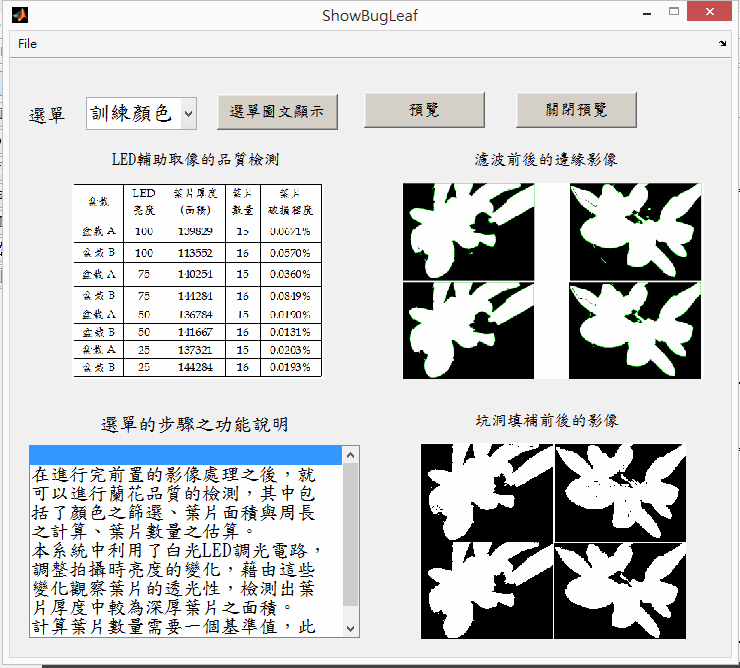 ShowBugLeaf
File
選單
訓練顏色
選單圖文顯示
預覽
關閉預覽
LED輔助取像的品質檢測
盆栽 LED亮度 葉片厚度(面積) 葉片數量 葉片破損程度
盆栽 A 100 139829 15 0.0671%
盆栽 B 100 113552 16 0.0570%
盆栽 A 75 140254 15 0.0360%
盆栽 B 75 144284 16 0.0849%
盆栽 A 50 136784 15 0.0190%
盆栽 B 50 141667 16 0.0131%
盆栽 A 25 137321 15 0.0203%
盆栽 B 25 144284 16 0.0193%
濾波前後的邊緣影像
選單的步驟之功能說明
在進行完前置的影像處理之後，就
可以進行蘭花品質的檢測，其中包
括了顏色之篩選、葉片面積與周長
之計算、葉片數量之估算。
本系統中利用了白光LED調光電路，
調整拍攝時亮度的變化，藉由這些
變化觀察葉片的透光性，檢測出葉
片厚度中較為深厚葉片之面積。
計算葉片數量需要一個基準值，此
坑洞填補前後的影像